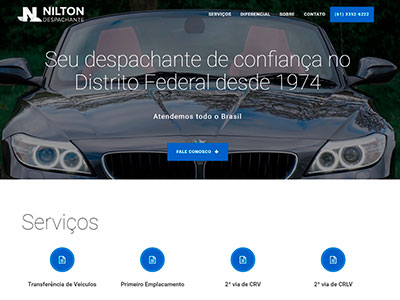 NILTON
DESPACHANTE
SERVIÇOS DIFERENCIAL SOBRE CONTATO (61) 3352 6222
Seu despachante de confiança no
Distrito Federal desde 1974
Atendemos todo o Brasil
FALE CONOSCO
Serviços
Transferência de Veículos
Primeiro Emplacamento
2ª via de CRV
2ª via de CRLV